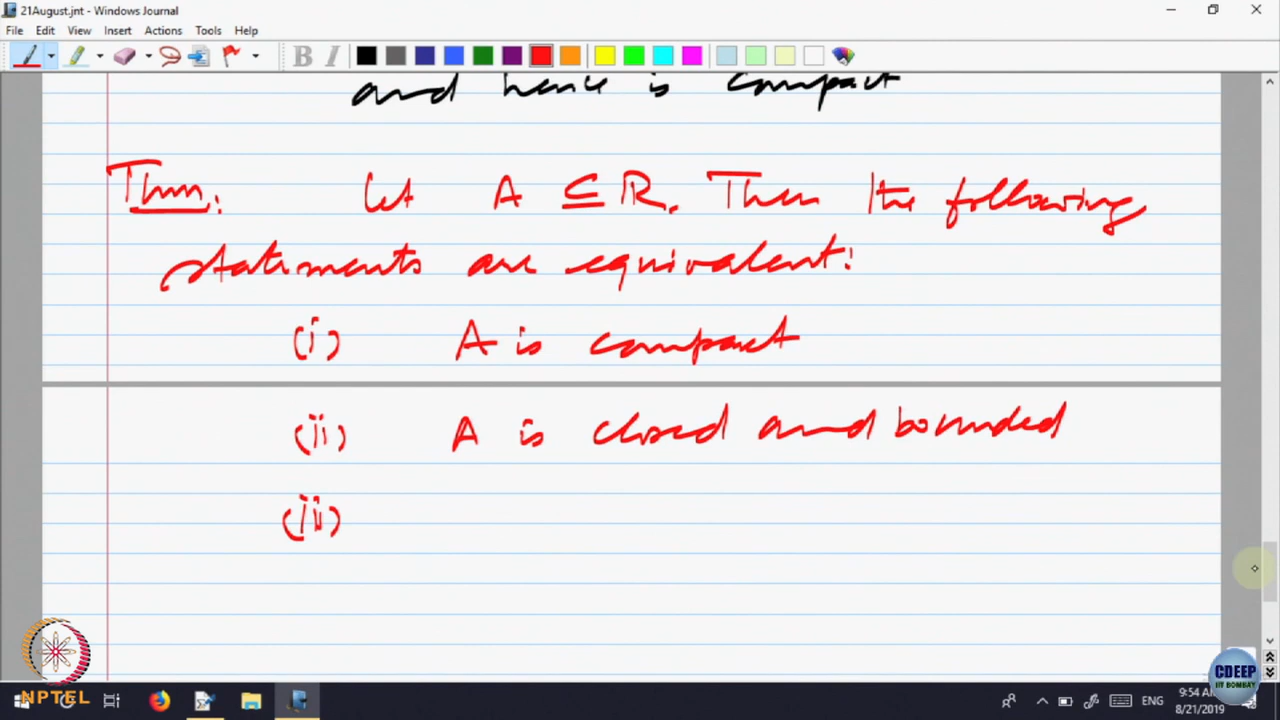 21August.jnt - Windows Journal
File Edit View Insert Actions Tools Help
B I
and hence is compact
Thm: Let A ⊆ ℝ. Then the following
statements are equivalent:
(i) A is compact
(ii) A is closed and bounded
(iii)
NPTEL
CDEEP
IIT BOMBAY
ENG
9:54 AM
8/21/2019